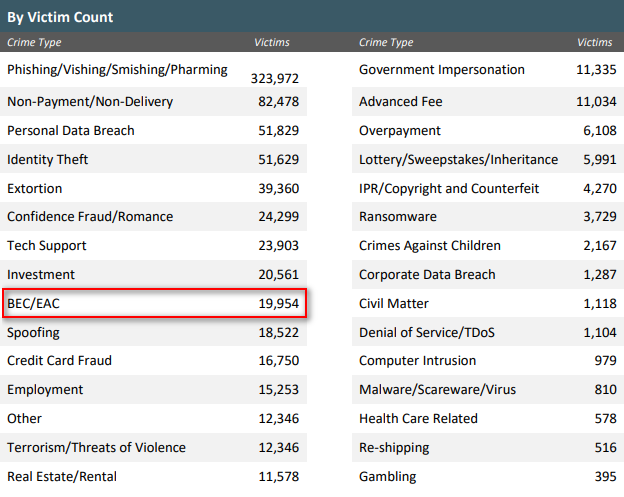 By Victim Count
Crime Type Victims Crime Type Victims
Phishing/Vishing/Smishing/Pharming 323,972 Government Impersonation 11,335
Non-Payment/Non-Delivery 82,478 Advanced Fee 11,034
Personal Data Breach 51,829 Overpayment 6,108
Identity Theft 51,629 Lottery/Sweepstakes/Inheritance 5,991
Extortion 39,360 IPR/Copyright and Counterfeit 4,270
Confidence Fraud/Romance 24,299 Ransomware 3,729
Tech Support 23,903 Crimes Against Children 2,167
Investment 20,561 Corporate Data Breach 1,287
BEC/EAC 19,954 Civil Matter 1,118
Spoofing 18,522 Denial of Service/TDoS 1,104
Credit Card Fraud 16,750 Computer Intrusion 979
Employment 15,253 Malware/Scareware/Virus 810
Other 12,346 Health Care Related 578
Terrorism/Threats of Violence 12,346 Re-shipping 516
Real Estate/Rental 11,578 Gambling 395